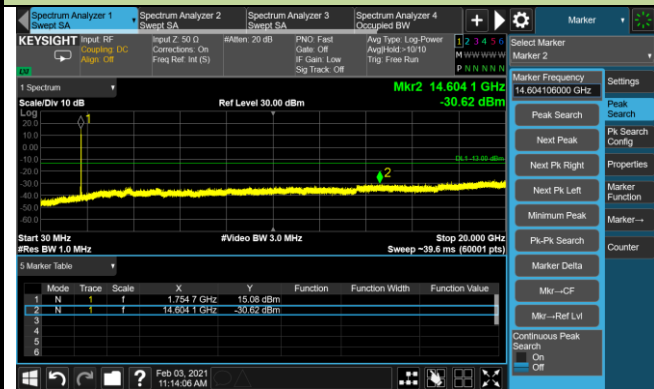 Spectrum Analyzer 1
Swept SA
Spectrum Analyzer 2
Swept SA
Spectrum Analyzer 3
Swept SA
Spectrum Analyzer 4
Occupied BW
Marker
KEYSIGHT
Input: RF
Coupling: DC
Align: Off
Input Z: 50 Ω
Corrections: On
Freq Ref: Int (S)
#Atten: 20 dB
PNO: Fast
Gate: Off
IF Gain: Low
Sig Track: Off
Avg Type: Log-Power
Avg|Hold:>10/10
Trig: Free Run
1 2 3 4 5 6
M W W W W W
P N N N N N
Select Marker
Marker 2
1 Spectrum
Mkr2 14.604 1 GHz
-30.62 dBm
Scale/Div 10 dB
Ref Level 30.00 dBm
Log
20.0
10.0
0.00
-10.0
-20.0
-30.0
-40.0
-50.0
-60.0
1
2
DL1 -13.00 dBm
Start 30 MHz
#Video BW 3.0 MHz
Stop 20.000 GHz
#Res BW 1.0 MHz
Sweep ~39.6 ms (60001 pts)
5 Marker Table
Mode Trace Scale X Y Function Function Width Function Value
1 N 1 f 1.754 7 GHz 15.08 dBm
2 N 1 f 14.604 1 GHz -30.62 dBm
3
4
5
6
Marker Frequency
14.604106000 GHz
Peak Search
Next Peak
Next Pk Right
Next Pk Left
Minimum Peak
Pk-Pk Search
Marker Delta
Mkr→CF
Mkr→Ref Lvl
Continuous Peak
Search
On
Off
Settings
Peak
Search
Pk Search
Config
Properties
Marker
Function
Marker→
Counter
Feb 03, 2021
11:14:06 AM